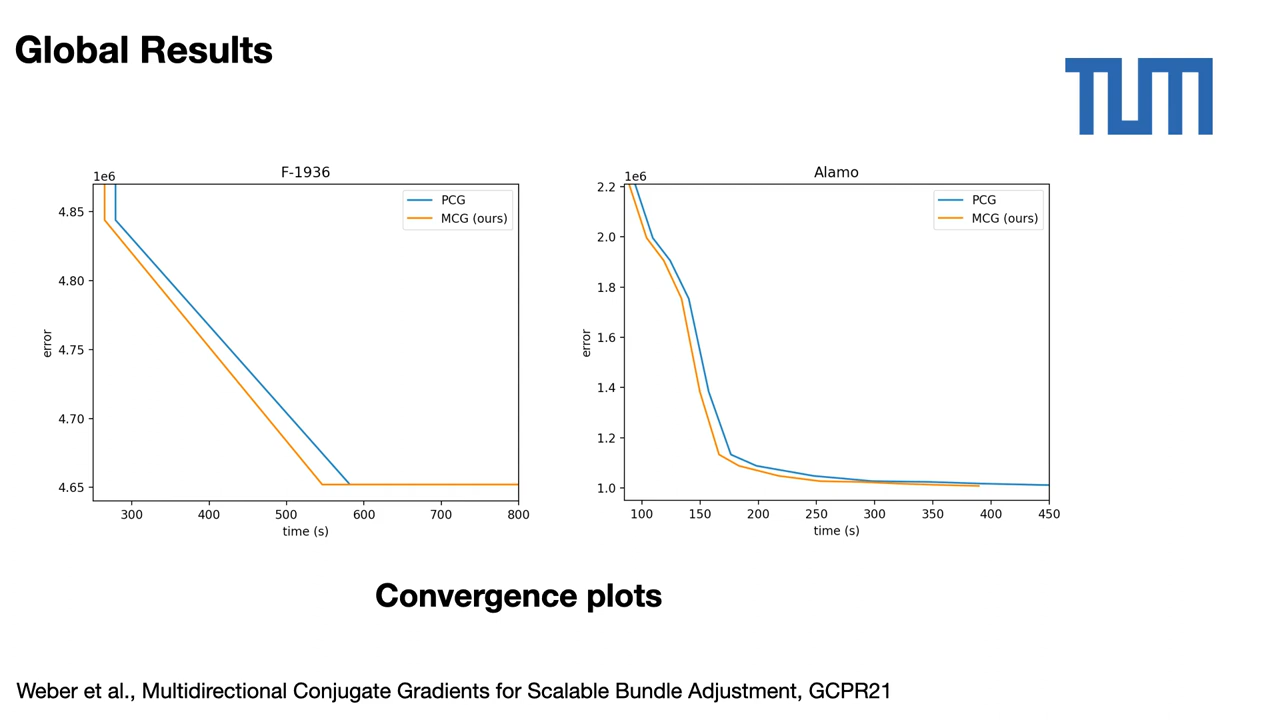 Global Results
TUM
F-1936
1e6
PCG
MCG (ours)
4.85
4.80
4.75
4.70
4.65
error
300 400 500 600 700 800
time (s)
Alamo
1e6
PCG
MCG (ours)
2.2
2.0
1.8
1.6
1.4
1.2
1.0
error
100 150 200 250 300 350 400 450
time (s)
Convergence plots
Weber et al., Multidirectional Conjugate Gradients for Scalable Bundle Adjustment, GCPR21